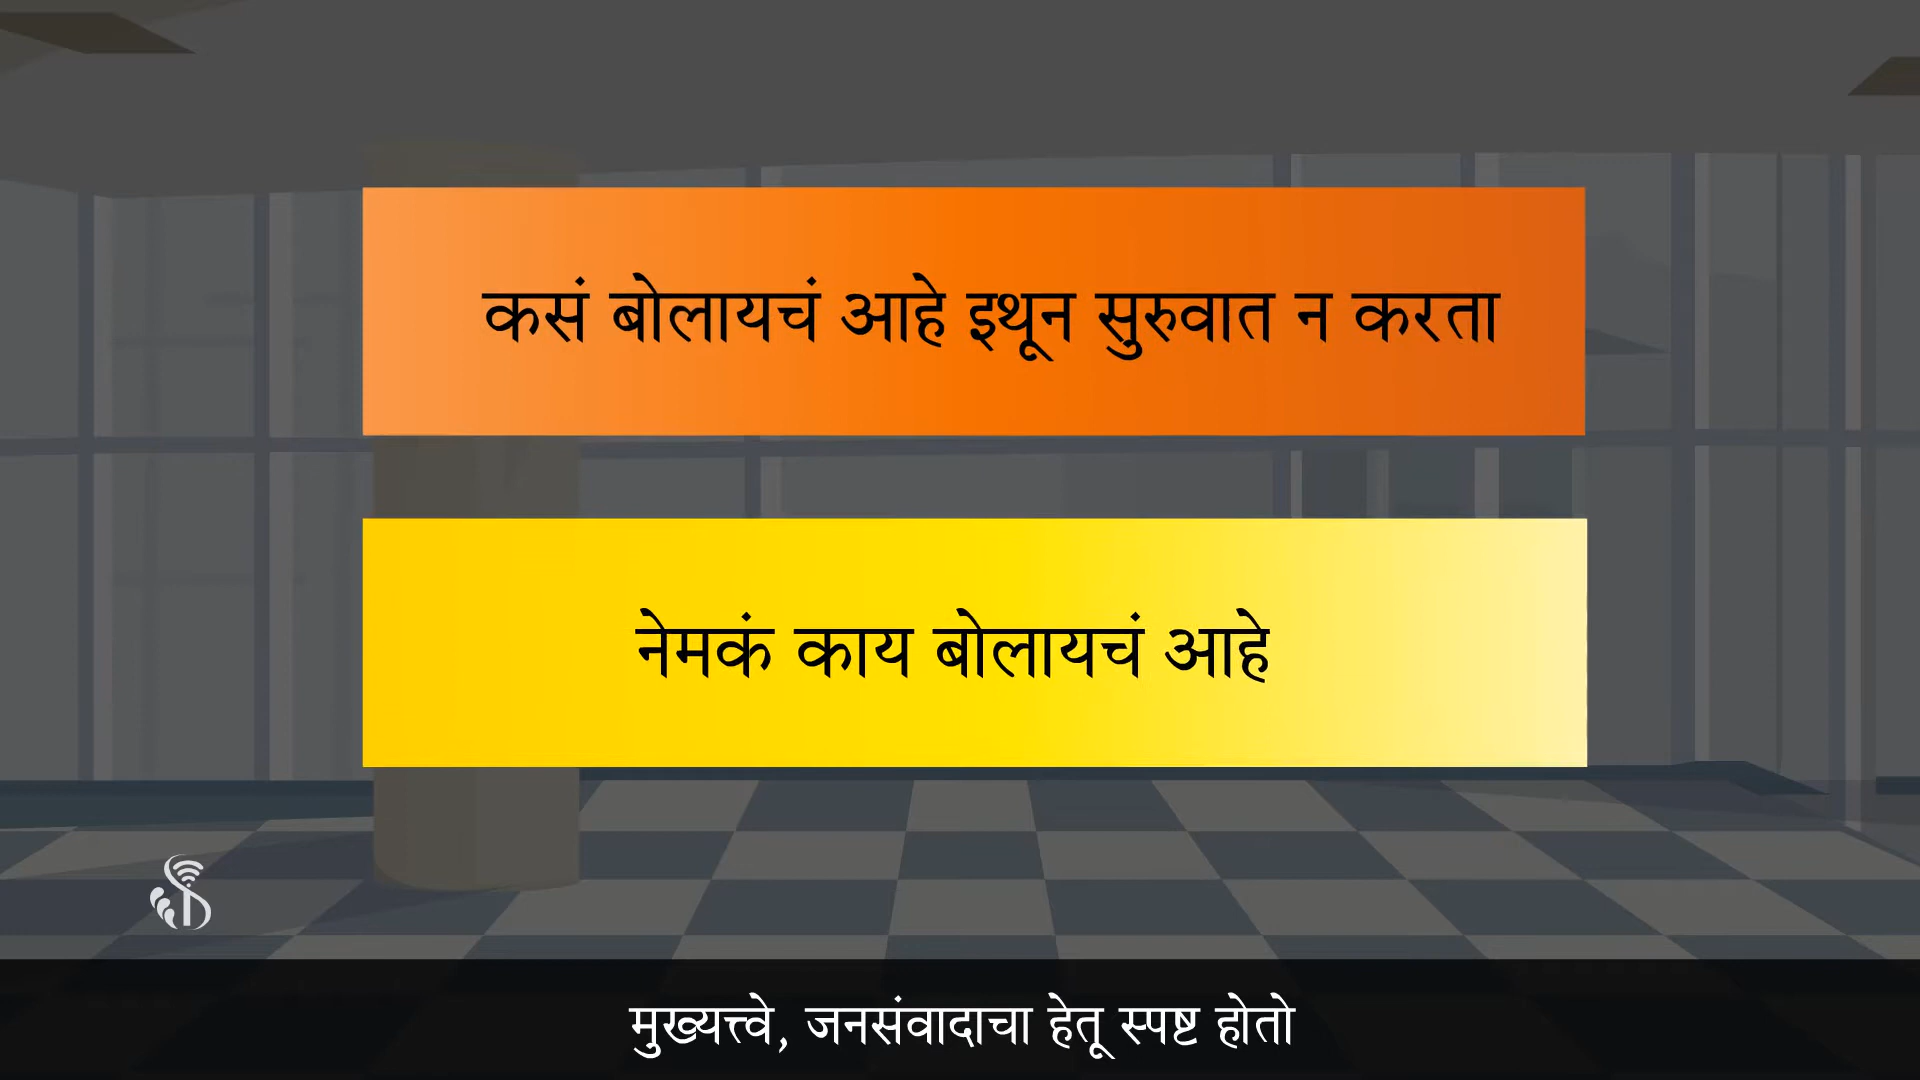 कसं बोलायचं आहे इथून सुरुवात न करता
नेमकं काय बोलायचं आहे
मुख्यत्त्वे, जनसंवादाचा हेतू स्पष्ट होतो